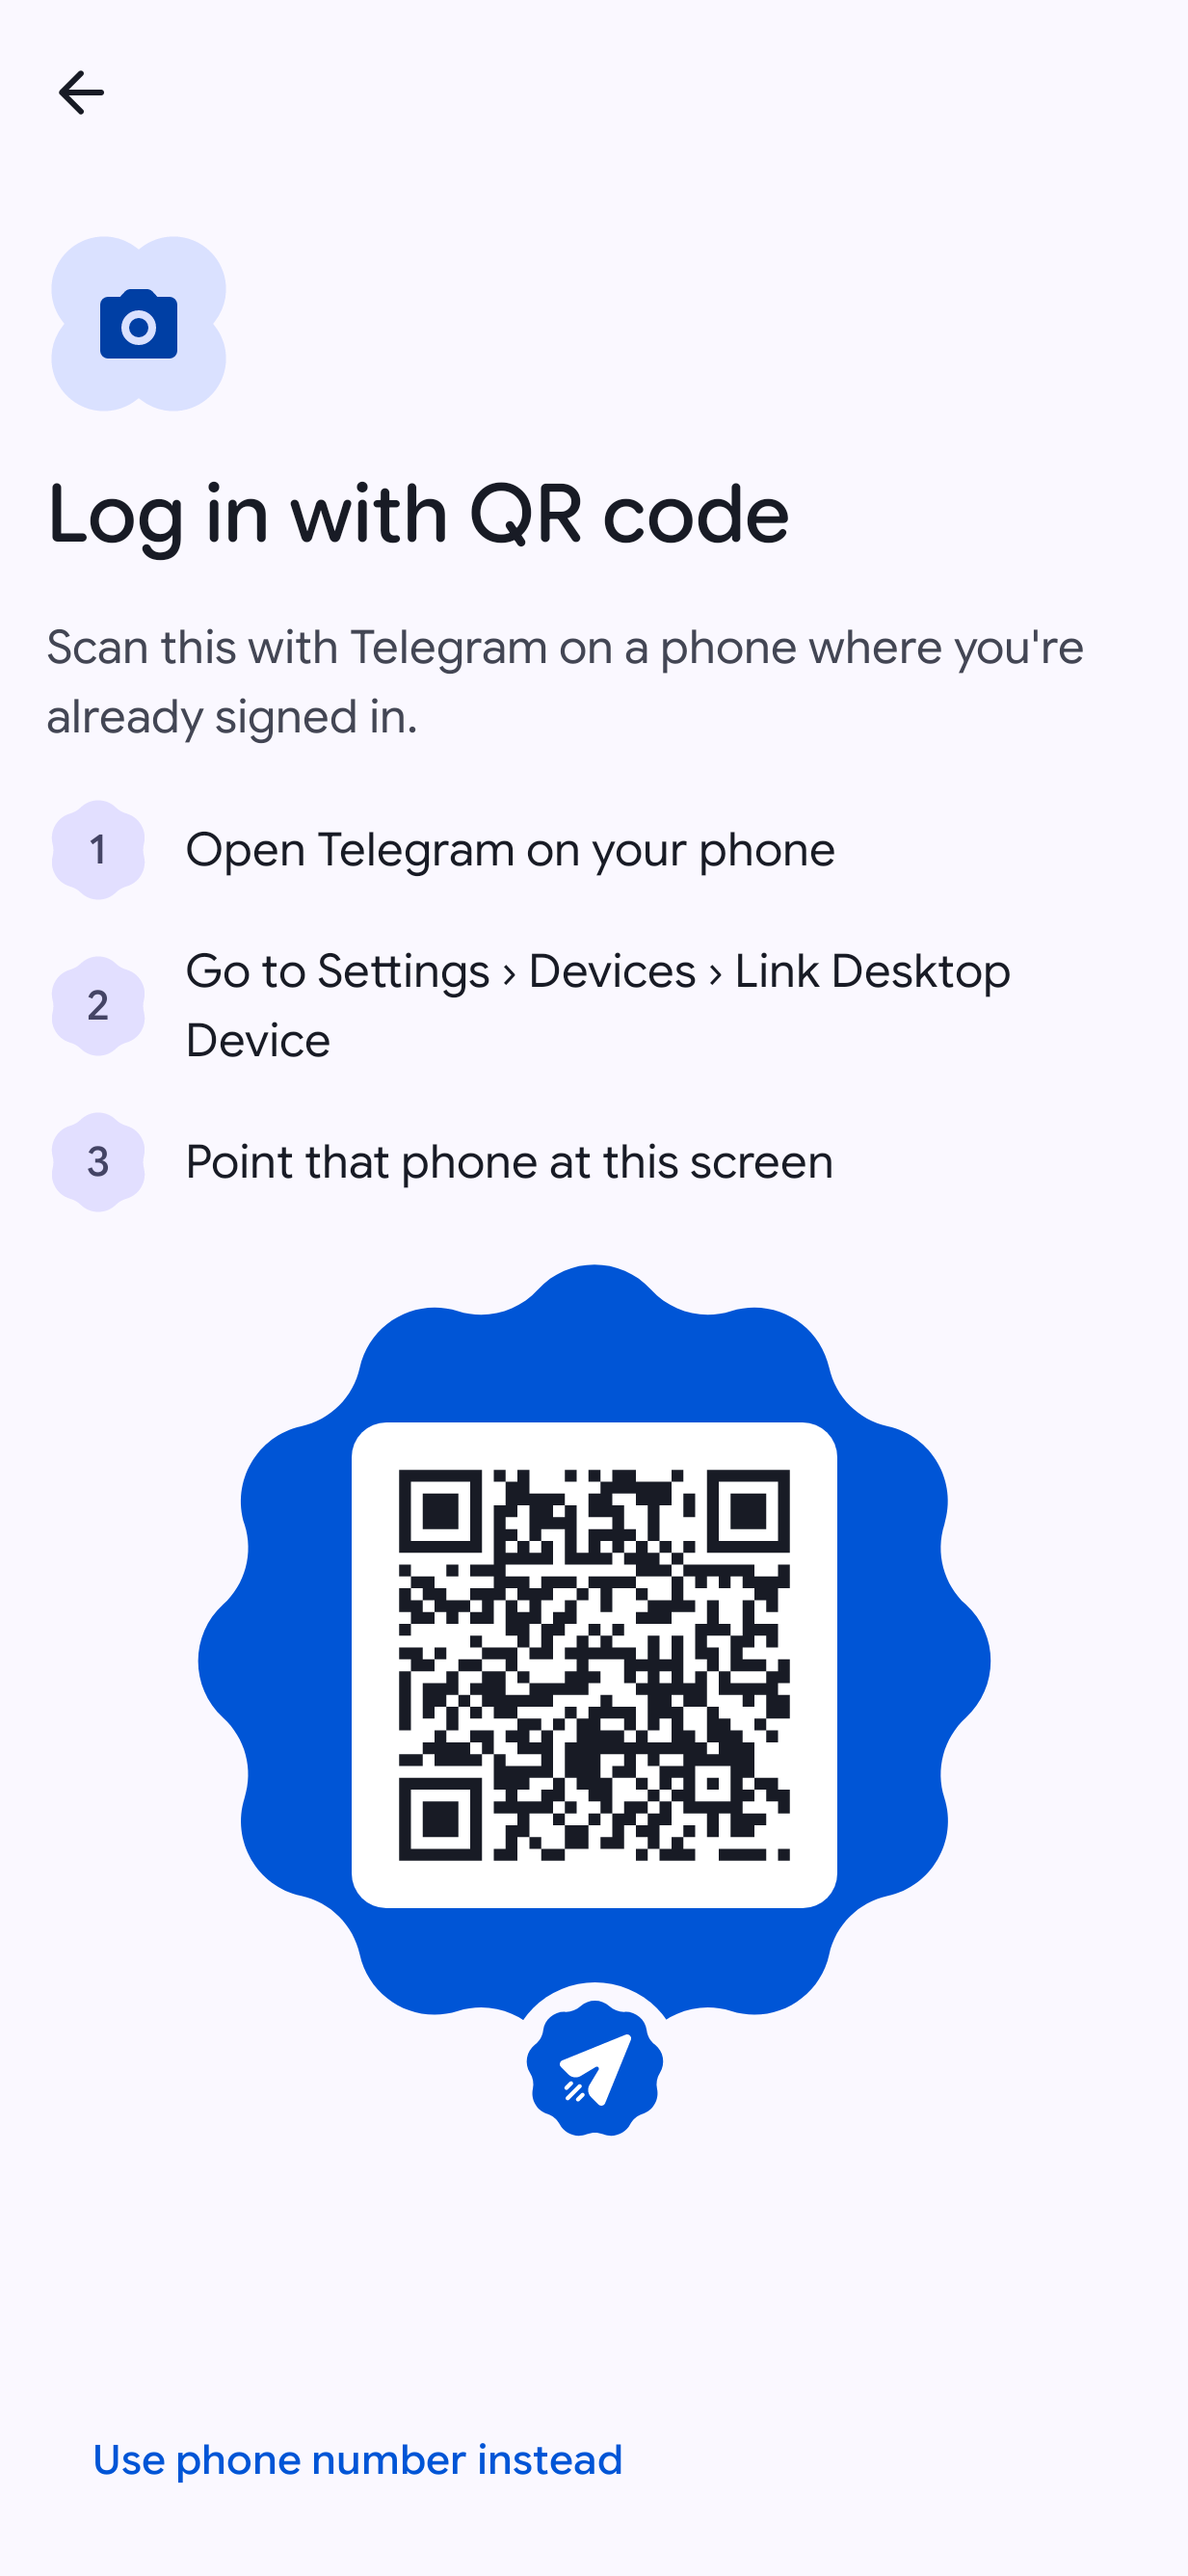 Log in with QR code
Scan this with Telegram on a phone where you're
already signed in.
1 Open Telegram on your phone
2 Go to Settings › Devices › Link Desktop
Device
3 Point that phone at this screen
Use phone number instead